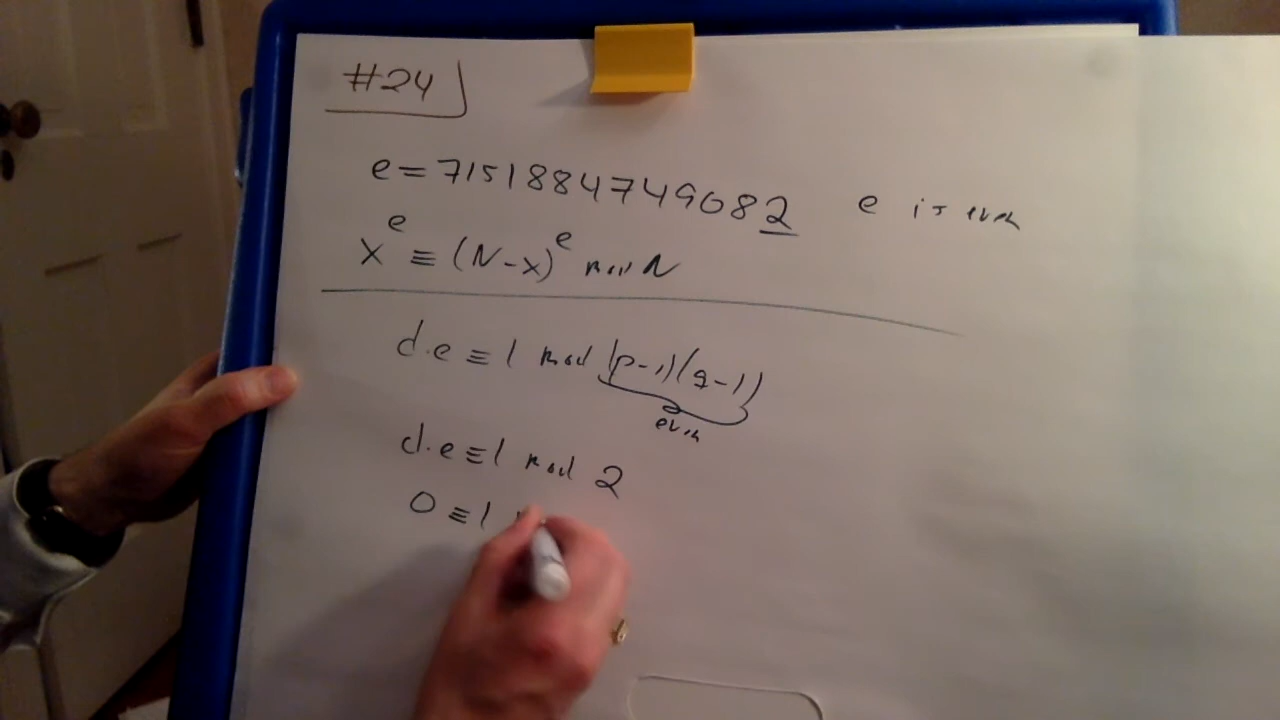 #24
e = 7151884749082 e is even
x^e ≡ (N-x)^e mod N
d.e ≡ 1 mod (p-1)(q-1)
even
d.e ≡ 1 mod 2
0 ≡ 1